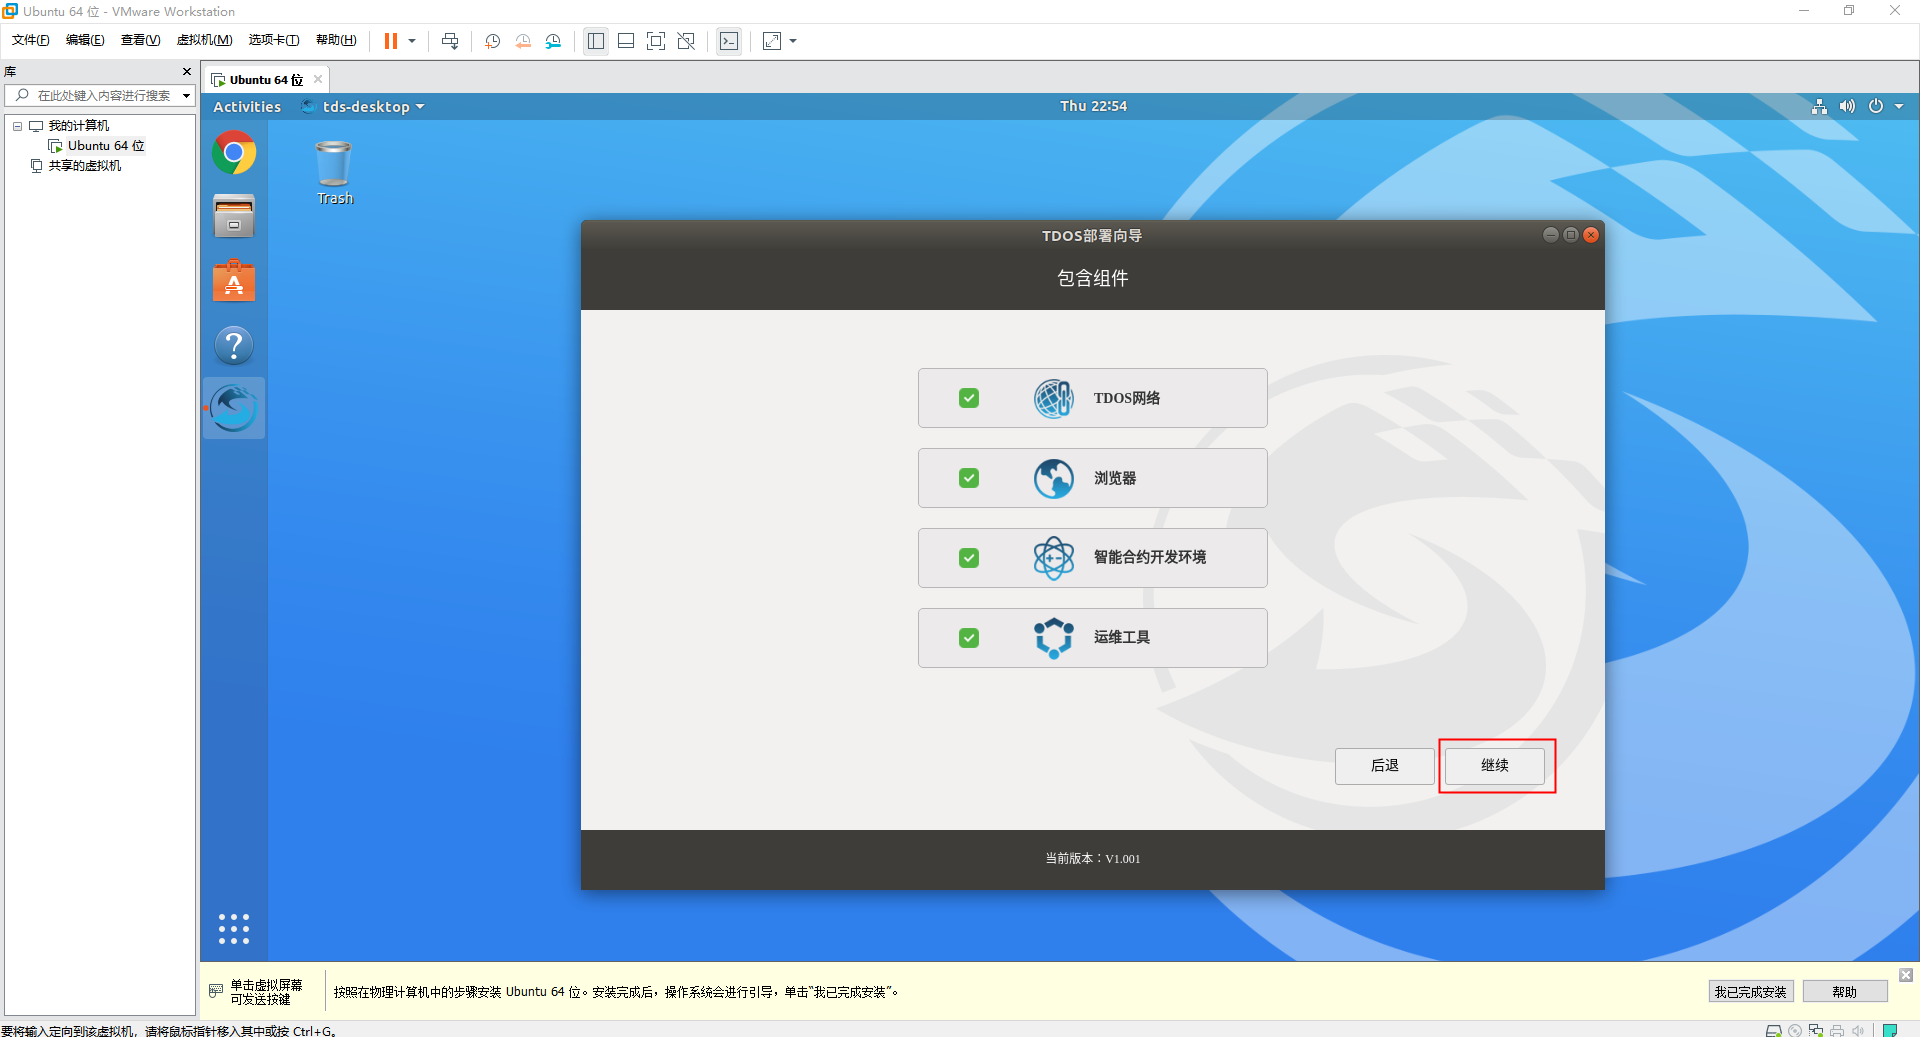 Ubuntu 64 位 - VMware Workstation
文件(F) 编辑(E) 查看(V) 虚拟机(M) 选项卡(T) 帮助(H)
库
在此处键入内容进行搜索
我的计算机
Ubuntu 64 位
共享的虚拟机
Ubuntu 64 位
Activities tds-desktop Thu 22:54
Trash
TDOS部署向导
包含组件
TDOS网络
浏览器
智能合约开发环境
运维工具
后退 继续
当前版本：V1.001
单击虚拟屏幕
可发送按键
按照在物理计算机中的步骤安装 Ubuntu 64 位。安装完成后，操作系统会进行引导，单击“我已完成安装”。
我已完成安装 帮助
要将输入定向到该虚拟机，请将鼠标指针移入其中或按 Ctrl+G。